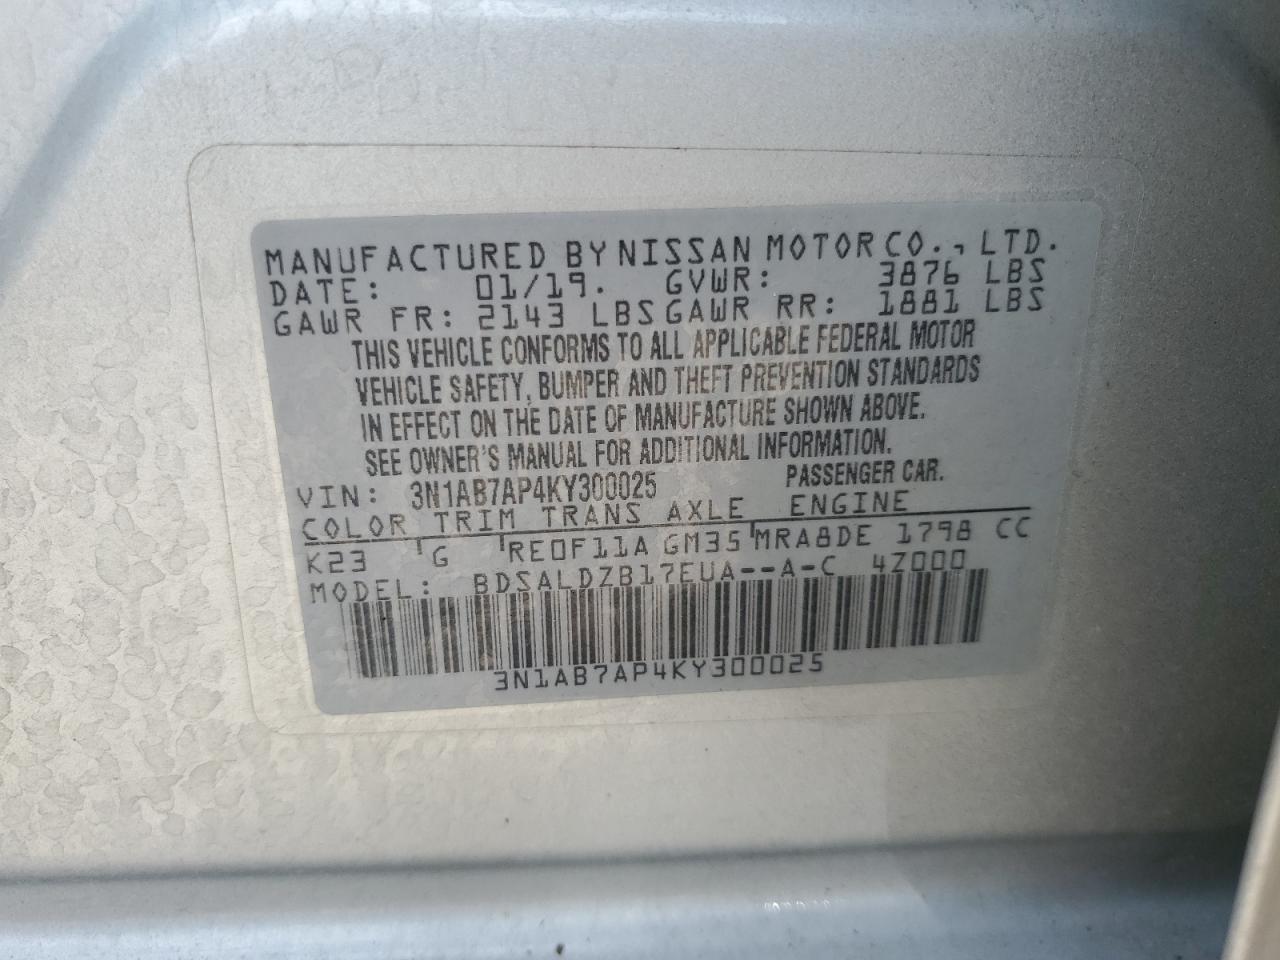 MANUFACTURED BY NISSAN MOTOR CO., LTD.
DATE: 01/19. GVWR: 3876 LBS
GAWR FR: 2143 LBS GAWR RR: 1881 LBS
THIS VEHICLE CONFORMS TO ALL APPLICABLE FEDERAL MOTOR
VEHICLE SAFETY, BUMPER AND THEFT PREVENTION STANDARDS
IN EFFECT ON THE DATE OF MANUFACTURE SHOWN ABOVE.
SEE OWNER'S MANUAL FOR ADDITIONAL INFORMATION.
VIN: 3N1AB7AP4KY300025 PASSENGER CAR.
COLOR TRIM TRANS AXLE ENGINE
K23 G RE0F11A GM35 MRA8DE 1798 CC
MODEL: BDSALDZB17EUA--A-C 4Z000
3N1AB7AP4KY300025